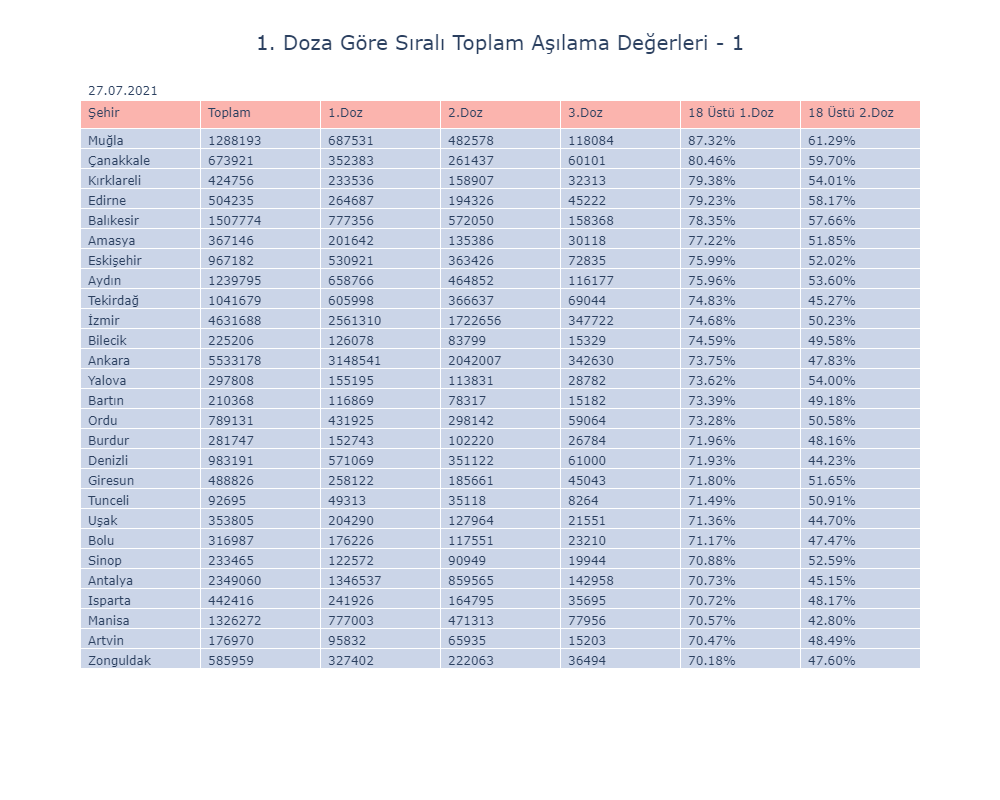 1. Doza Göre Sıralı Toplam Aşılama Değerleri - 1
27.07.2021
Şehir Toplam 1.Doz 2.Doz 3.Doz 18 Üstü 1.Doz 18 Üstü 2.Doz
Muğla 1288193 687531 482578 118084 87.32% 61.29%
Çanakkale 673921 352383 261437 60101 80.46% 59.70%
Kırklareli 424756 233536 158907 32313 79.38% 54.01%
Edirne 504235 264687 194326 45222 79.23% 58.17%
Balıkesir 1507774 777356 572050 158368 78.35% 57.66%
Amasya 367146 201642 135386 30118 77.22% 51.85%
Eskişehir 967182 530921 363426 72835 75.99% 52.02%
Aydın 1239795 658766 464852 116177 75.96% 53.60%
Tekirdağ 1041679 605998 366637 69044 74.83% 45.27%
İzmir 4631688 2561310 1722656 347722 74.68% 50.23%
Bilecik 225206 126078 83799 15329 74.59% 49.58%
Ankara 5533178 3148541 2042007 342630 73.75% 47.83%
Yalova 297808 155195 113831 28782 73.62% 54.00%
Bartın 210368 116869 78317 15182 73.39% 49.18%
Ordu 789131 431925 298142 59064 73.28% 50.58%
Burdur 281747 152743 102220 26784 71.96% 48.16%
Denizli 983191 571069 351122 61000 71.93% 44.23%
Giresun 488826 258122 185661 45043 71.80% 51.65%
Tunceli 92695 49313 35118 8264 71.49% 50.91%
Uşak 353805 204290 127964 21551 71.36% 44.70%
Bolu 316987 176226 117551 23210 71.17% 47.47%
Sinop 233465 122572 90949 19944 70.88% 52.59%
Antalya 2349060 1346537 859565 142958 70.73% 45.15%
Isparta 442416 241926 164795 35695 70.72% 48.17%
Manisa 1326272 777003 471313 77956 70.57% 42.80%
Artvin 176970 95832 65935 15203 70.47% 48.49%
Zonguldak 585959 327402 222063 36494 70.18% 47.60%